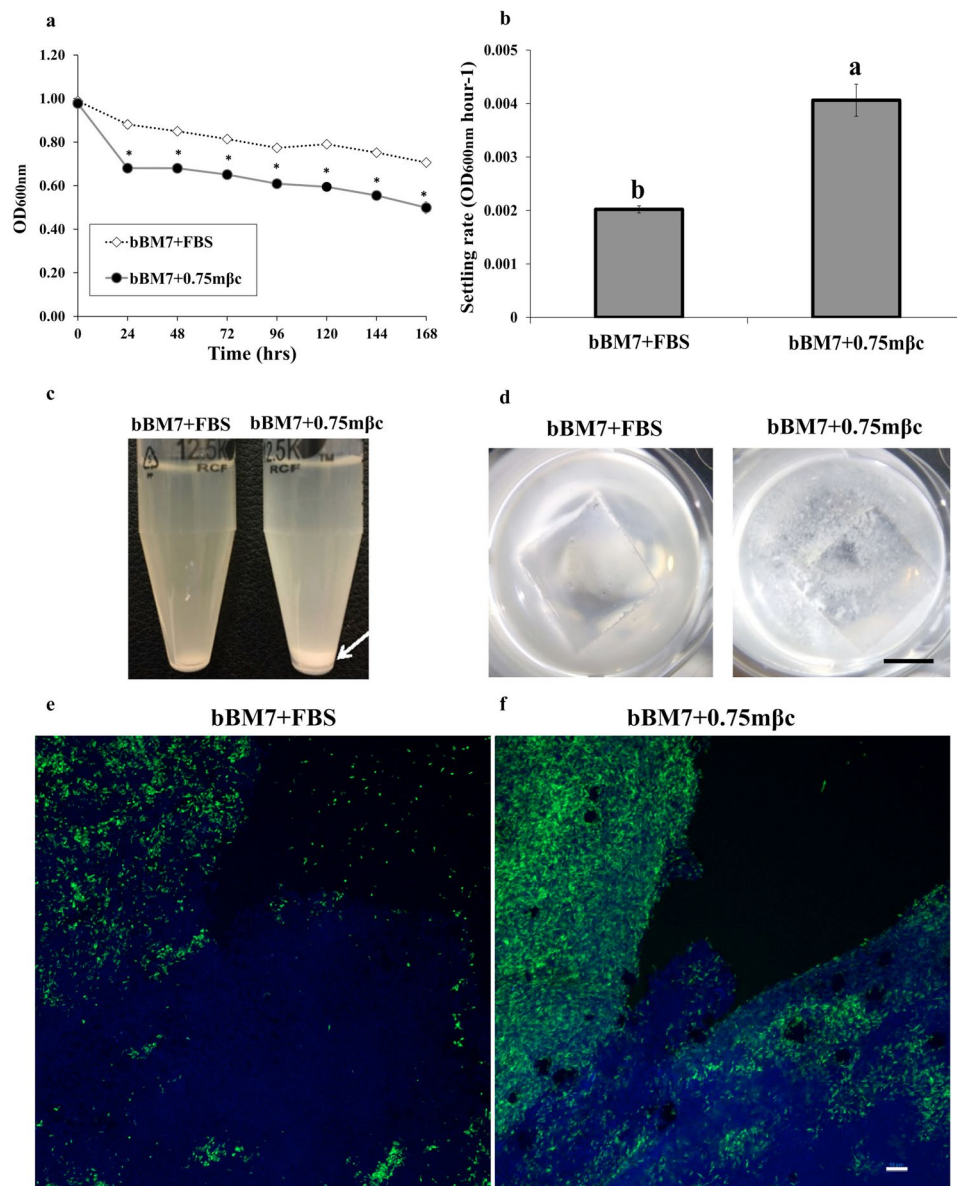 a
1.20
1.00
0.80
0.60
0.40
0.20
0.00
OD600nm
* * * * * * *
bBM7+FBS
bBM7+0.75mβc
0 24 48 72 96 120 144 168
Time (hrs)
b
0.005
0.004
0.003
0.002
0.001
0
Settling rate (OD600nm hour-1)
b
a
bBM7+FBS bBM7+0.75mβc
c
bBM7+FBS bBM7+0.75mβc
12.5K
RCF
2.5K ™
RCF
d
bBM7+FBS bBM7+0.75mβc
e
bBM7+FBS
f
bBM7+0.75mβc